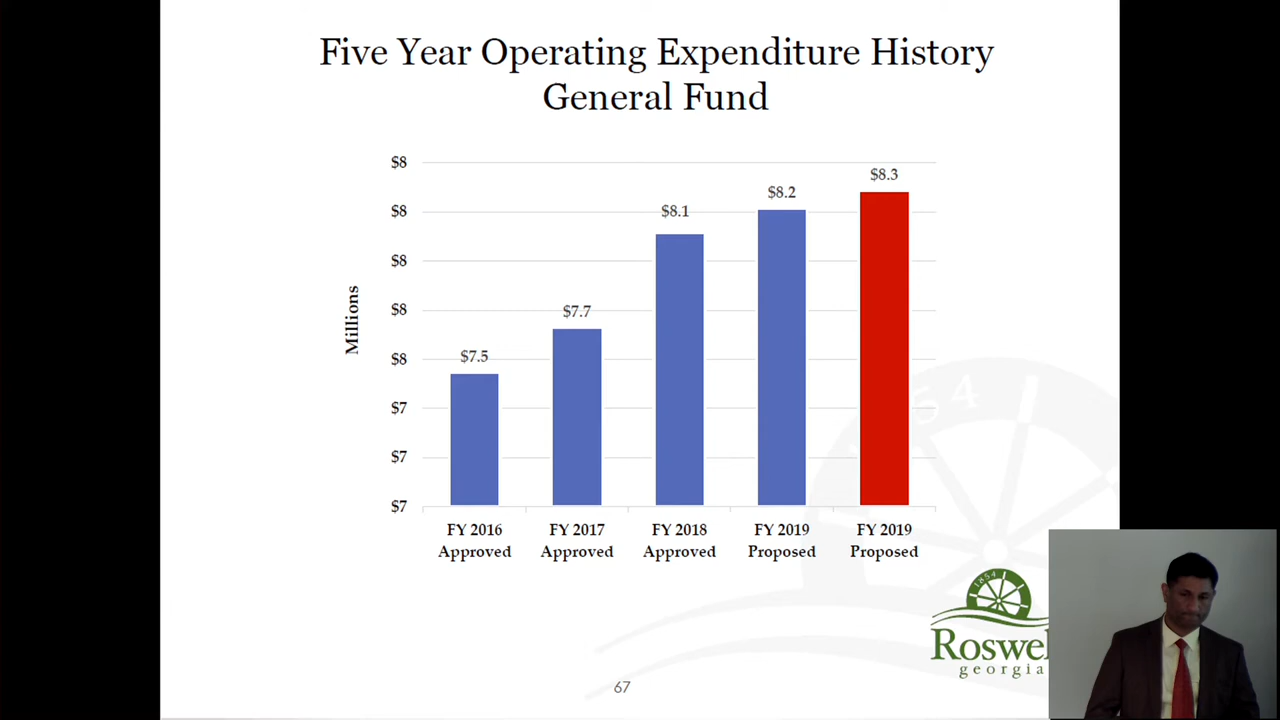 Five Year Operating Expenditure History
General Fund
$8
$8
$8
$8
$8
$7
$7
$7
Millions
$7.5
$7.7
$8.1
$8.2
$8.3
FY 2016
Approved
FY 2017
Approved
FY 2018
Approved
FY 2019
Proposed
FY 2019
Proposed
54
1854
Roswel
georgia
67